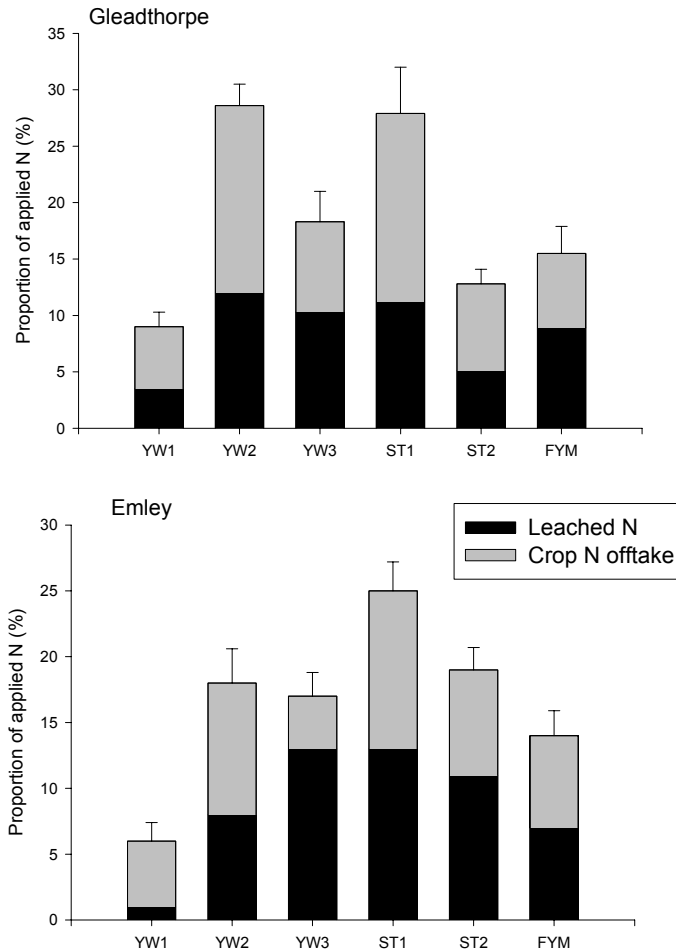 Gleadthorpe
Proportion of applied N (%)
35
30
25
20
15
10
5
0
YW1 YW2 YW3 ST1 ST2 FYM
Emley
Leached N
Crop N offtake
Proportion of applied N (%)
30
25
20
15
10
5
0
YW1 YW2 YW3 ST1 ST2 FYM